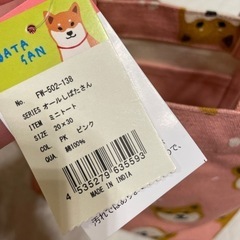 BATA
SAN
No. FW-502-138
SERIES オールしばたさん
ITEM ミニトート
SIZE 20×30
COL PK ピンク
QUA 綿100%
4 535279 635593
MADE IN INDIA